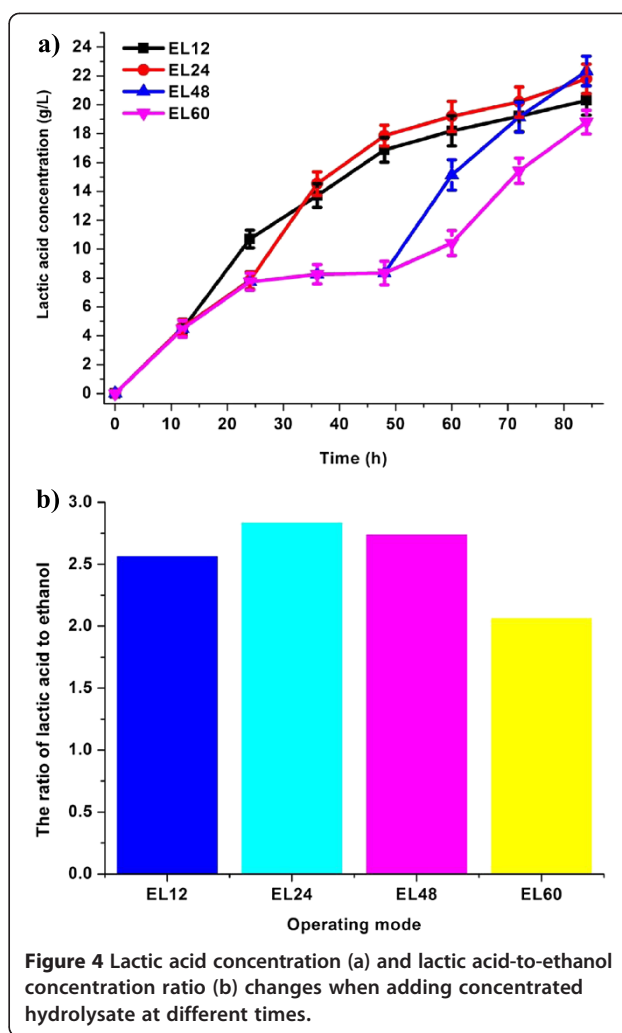 a)
EL12
EL24
EL48
EL60
24
22
20
18
16
14
12
10
8
6
4
2
0
Lactic acid concentration (g/L)
0 10 20 30 40 50 60 70 80
Time (h)
b)
3.0
2.5
2.0
1.5
1.0
0.5
0.0
The ratio of lactic acid to ethanol
EL12 EL24 EL48 EL60
Operating mode
Figure 4 Lactic acid concentration (a) and lactic acid-to-ethanol
concentration ratio (b) changes when adding concentrated
hydrolysate at different times.